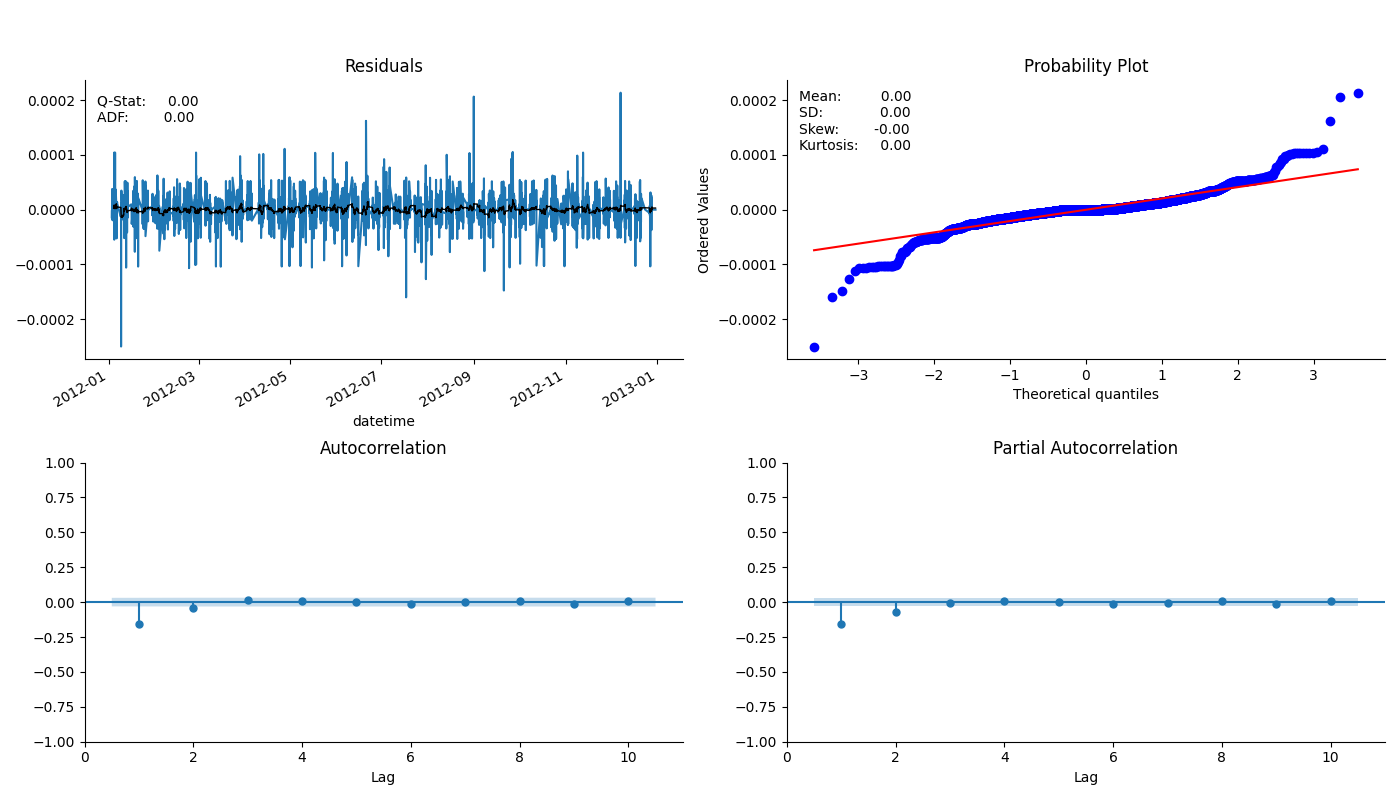 Residuals
Q-Stat: 0.00
ADF: 0.00
0.0002
0.0001
0.0000
−0.0001
−0.0002
2012-01
2012-03
2012-05
2012-07
2012-09
2012-11
2013-01
datetime
Probability Plot
Mean: 0.00
SD: 0.00
Skew: -0.00
Kurtosis: 0.00
Ordered Values
0.0002
0.0001
0.0000
−0.0001
−0.0002
−3 −2 −1 0 1 2 3
Theoretical quantiles
Autocorrelation
1.00
0.75
0.50
0.25
0.00
−0.25
−0.50
−0.75
−1.00
0 2 4 6 8 10
Lag
Partial Autocorrelation
1.00
0.75
0.50
0.25
0.00
−0.25
−0.50
−0.75
−1.00
0 2 4 6 8 10
Lag